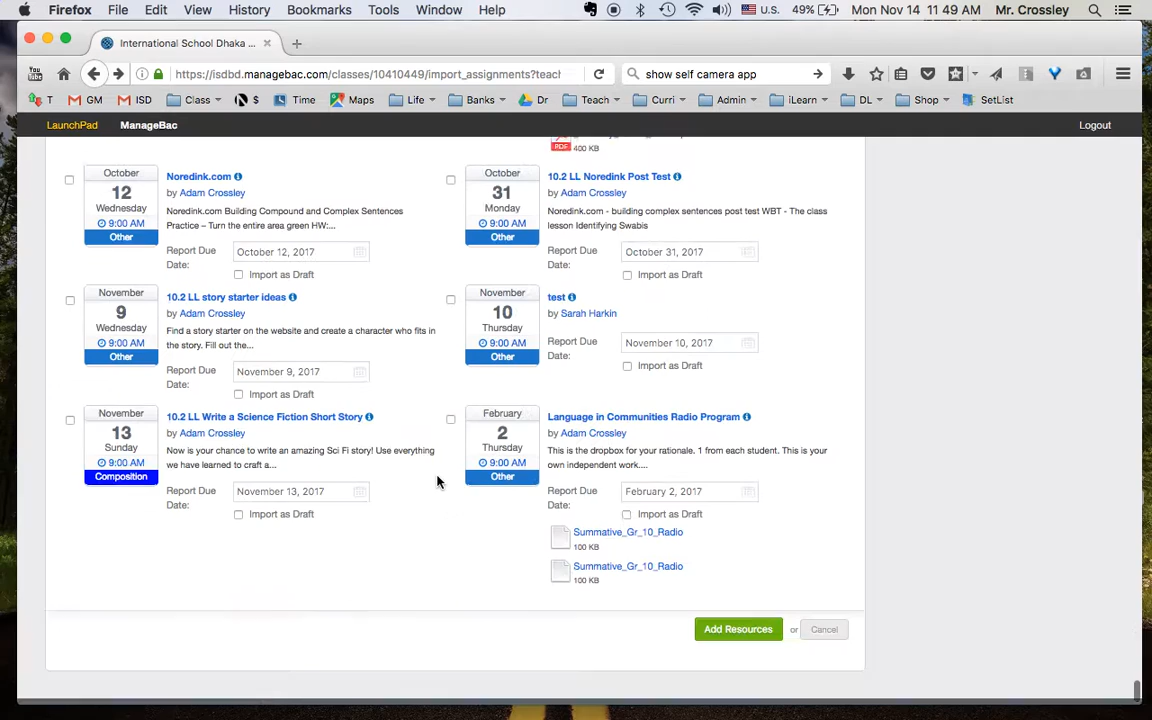 Firefox File Edit View History Bookmarks Tools Window Help U.S. 49% Mon Nov 14 11:49 AM Mr. Crossley
International School Dhaka ...
https://isdbd.managebac.com/classes/10410449/import_assignments?teach
show self camera app
T GM ISD Class $ Time Maps Life Banks Dr Teach Curri Admin iLearn DL Shop SetList
LaunchPad ManageBac Logout
PDF 400 KB
October
12
Wednesday
9:00 AM
Other
Noredink.com
by Adam Crossley
Noredink.com Building Compound and Complex Sentences
Practice – Turn the entire area green HW:...
Report Due
Date:
October 12, 2017
Import as Draft
October
31
Monday
9:00 AM
Other
10.2 LL Noredink Post Test
by Adam Crossley
Noredink.com - building complex sentences post test WBT - The class
lesson Identifying Swabis
Report Due
Date:
October 31, 2017
Import as Draft
November
9
Wednesday
9:00 AM
Other
10.2 LL story starter ideas
by Adam Crossley
Find a story starter on the website and create a character who fits in
the story. Fill out the...
Report Due
Date:
November 9, 2017
Import as Draft
November
10
Thursday
9:00 AM
Other
test
by Sarah Harkin
Report Due
Date:
November 10, 2017
Import as Draft
November
13
Sunday
9:00 AM
Composition
10.2 LL Write a Science Fiction Short Story
by Adam Crossley
Now is your chance to write an amazing Sci Fi story! Use everything
we have learned to craft a...
Report Due
Date:
November 13, 2017
Import as Draft
February
2
Thursday
9:00 AM
Other
Language in Communities Radio Program
by Adam Crossley
This is the dropbox for your rationale. 1 from each student. This is your
own independent work....
Report Due
Date:
February 2, 2017
Import as Draft
Summative_Gr_10_Radio
100 KB
Summative_Gr_10_Radio
100 KB
Add Resources or Cancel